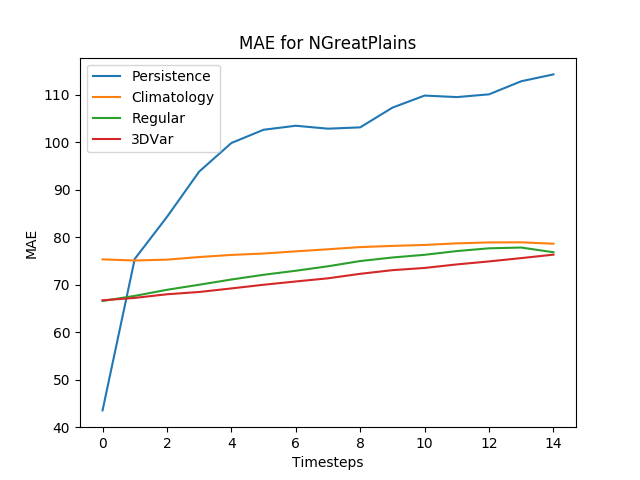 MAE for NGreatPlains
Persistence
Climatology
Regular
3DVar
MAE
110
100
90
80
70
60
50
40
0 2 4 6 8 10 12 14
Timesteps